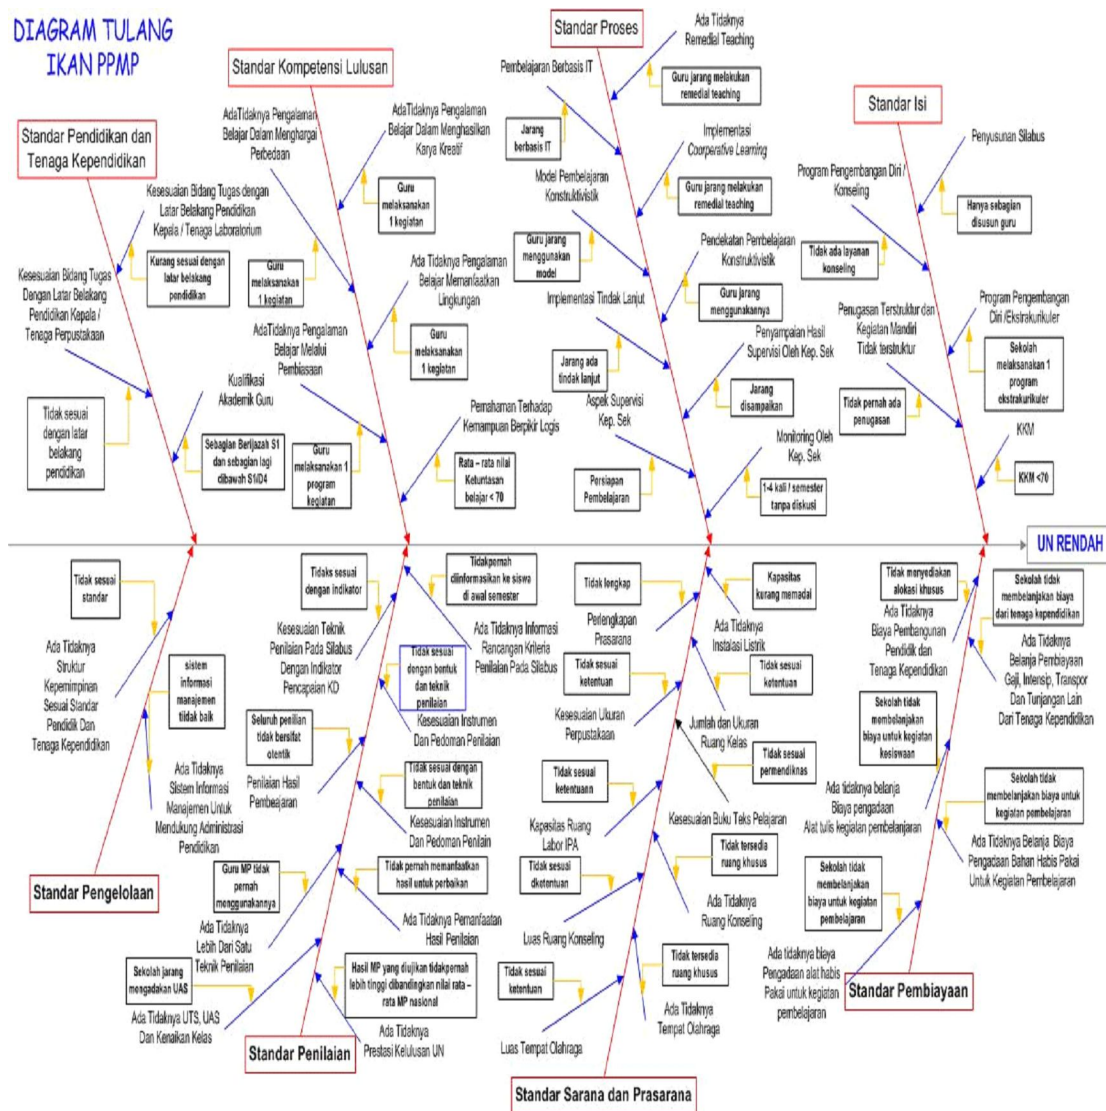 DIAGRAM TULANG
IKAN PPMP
Standar Pendidikan dan
Tenaga Kependidikan
Kesesuaian Bidang Tugas dengan
Latar Belakang Pendidikan
Kepala / Tenaga Laboratorium
Kurang sesuai dengan
latar belakang
pendidikan
Kesesuaian Bidang Tugas
Dengan Latar Belakang
Pendidikan Kepala /
Tenaga Perpustakaan
Tidak sesuai
dengan latar
belakang
pendidikan
Kualifikasi
Akademik Guru
Sebagian Berijazah S1
dan sebagian lagi
dibawah S1/D4
Standar Kompetensi Lulusan
AdaTidaknya Pengalaman
Belajar Dalam Menghargai
Perbedaan
Guru
melaksanakan
1 kegiatan
AdaTidaknya Pengalaman
Belajar Dalam Menghasilkan
Karya Kreatif
Guru
melaksanakan
1 kegiatan
Ada Tidaknya Pengalaman
Belajar Memanfaatkan
Lingkungan
Guru
melaksanakan
1 kegiatan
AdaTidaknya Pengalaman
Belajar Melalui
Pembiasaan
Guru
melaksanakan 1
program
kegiatan
Pemahaman Terhadap
Kemampuan Berpikir Logis
Rata – rata nilai
Ketuntasan
belajar < 70
Standar Proses
Ada Tidaknya
Remedial Teaching
Guru jarang melakukan
remedial teaching
Pembelajaran Berbasis IT
Jarang
berbasis IT
Implementasi
Coorperative Learning
Guru jarang melakukan
remedial teaching
Model Pembelajaran
Konstruktivistik
Guru jarang
menggunakan
model
Pendekatan Pembelajaran
Konstruktivistik
Guru jarang
menggunakannya
Implementasi Tindak Lanjut
Jarang ada
tindak lanjut
Penyampaian Hasil
Supervisi Oleh Kep. Sek
Jarang
disampaikan
Aspek Supervisi
Kep. Sek
Persiapan
Pembelajaran
Monitoring Oleh
Kep. Sek
1-4 kali / semester
tanpa diskusi
Standar Isi
Penyusunan Silabus
Hanya sebagian
disusun guru
Program Pengembangan Diri /
Konseling
Tidak ada layanan
konseling
Program Pengembangan
Diri /Ekstrakurikuler
Sekolah
melaksanakan 1
program
ekstrakurikuler
Penugasan Terstruktur dan
Kegiatan Mandiri
Tidak terstruktur
Tidak pernah ada
penugasan
KKM
KKM <70
UN RENDAH
Tidak sesuai
standar
Ada Tidaknya
Struktur
Kepemimpinan
Sesuai Standar
Pendidik Dan
Tenaga Kependidikan
sistem
informasi
manajemen
tiidak baik
Ada Tidaknya
Sistem Informasi
Manajemen Untuk
Mendukung Administrasi
Pendidikan
Standar Pengelolaan
Tidaks sesuai
dengan indikator
Kesesuaian Teknik
Penilaian Pada Silabus
Dengan Indikator
Pencapaian KD
Tidakpernah
diinformasikan ke siswa
di awal semester
Ada Tidaknya Informasi
Rancangan Kriteria
Penilaian Pada Silabus
Tidak sesuai
dengan bentuk
dan teknik
penilaian
Kesesuaian Instrumen
Dan Pedoman Penilaian
Seluruh penilian
tidak bersifat
otentik
Penilaian Hasil
Pembeajaran
Tidak sesuai dengan
bentuk dan teknik
penilaian
Kesesuaian Instrumen
Dan Pedoman Penilain
Guru MP tidak
pernah
menggunakannya
Ada Tidaknya
Lebih Dari Satu
Teknik Penilaian
Tidak pernah memanfaatkan
hasil untuk perbaikan
Ada Tidaknya Pemanfaatan
Hasil Penilaian
Sekolah jarang
mengadakan UAS
Ada Tidaknya UTS, UAS
Dan Kenaikan Kelas
Hasil MP yang diujikan tidakpernah
lebih tinggi dibandingkan nilai rata –
rata MP nasional
Ada Tidaknya
Prestasi Kelulusan UN
Standar Penilaian
Tidak lengkap
Perlengkapan
Prasarana
Kapasitas
kurang memadai
Ada Tidaknya
Instalasi Listrik
Tidak sesuai
ketentuan
Kesesuaian Ukuran
Perpustakaan
Tidak sesuai
ketentuan
Jumlah dan Ukuran
Ruang Kelas
Tidak sesuai
permendiknas
Kesesuaian Buku Teks Pelajaran
Tidak sesuai
ketentuann
Kapasitas Ruang
Labor IPA
Tidak tersedia
ruang khusus
Ada Tidaknya
Ruang Konseling
Tidak sesuai
dketentuan
Luas Ruang Konseling
Tidak tersedia
ruang khusus
Ada Tidaknya
Tempat Olahraga
Tidak sesuai
ketentuan
Luas Tempat Olahraga
Standar Sarana dan Prasarana
Tidak menyediakan
alokasi khusus
Ada Tidaknya
Biaya Pembangunan
Pendidik dan
Tenaga Kependidikan
Sekolah tidak
membelanjakan biaya
dari tenaga kependidikan
Ada Tidaknya
Belanja Pembiayaan
Gaji, Intensip, Transpor
Dan Tunjangan Lain
Dari Tenaga Kependidikan
Sekolah tidak
membelanjakan
biaya untuk kegiatan
kesiswaan
Ada tidaknya belanja
Biaya pengadaan
Alat tulis kegiatan pembelanjaran
Sekolah tidak
membelanjakan biaya untuk
kegiatan pembelajaran
Ada Tidaknya Belanja Biaya
Pengadaan Bahan Habis Pakai
Untuk Kegiatan Pembelajaran
Sekolah tidak
membelanjakan
biaya untuk kegiatan
pembelajaran
Ada tidaknya biaya
Pengadaan alat habis
Pakai untuk kegiatan
pembelajaran
Standar Pembiayaan